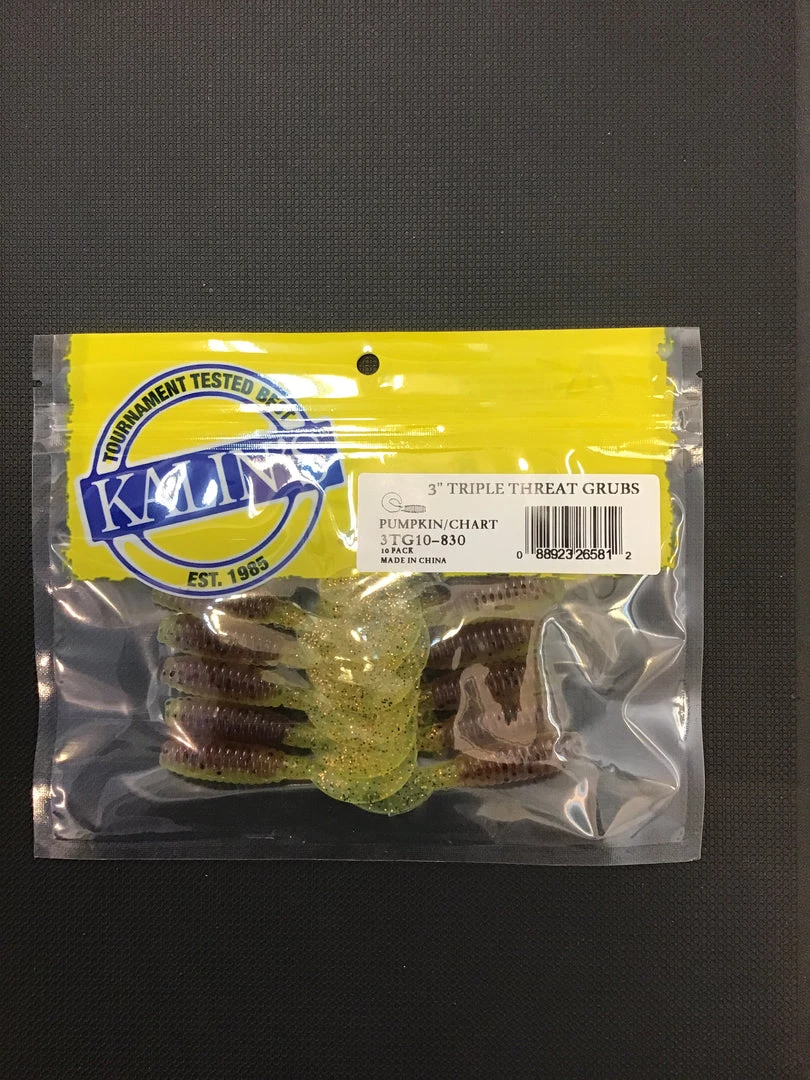 TOURNAMENT TESTED BEST
KALIN'S
EST. 1985
3" TRIPLE THREAT GRUBS
PUMPKIN/CHART
3TG10-830
10 PACK
MADE IN CHINA
0 88923 26581 2